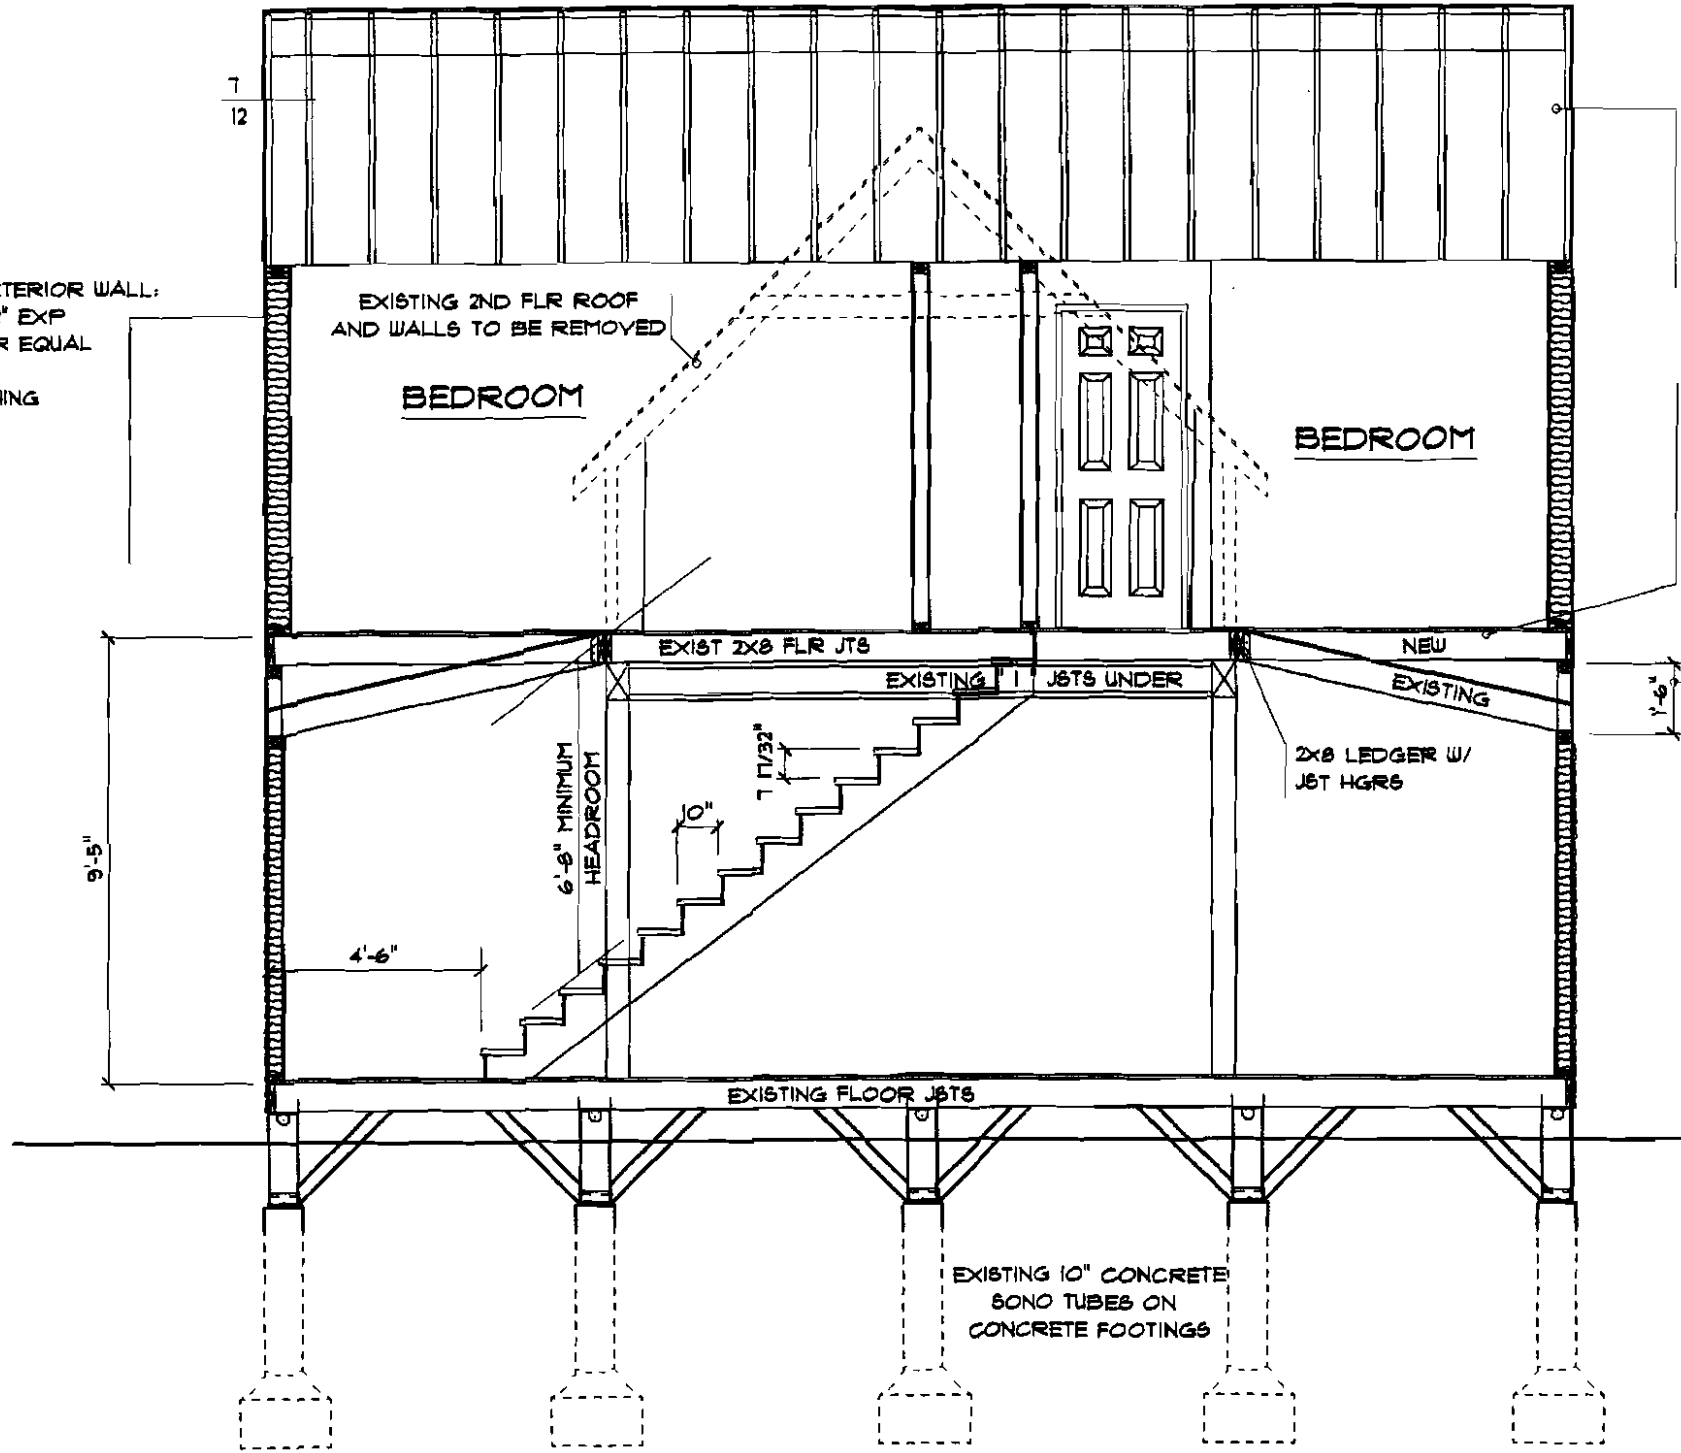 7
12
TERIOR WALL:
" EXP
R EQUAL
HING
EXISTING 2ND FLR ROOF
AND WALLS TO BE REMOVED
BEDROOM
BEDROOM
EXIST 2X8 FLR JTS
NEW
EXISTING
JSTS UNDER
EXISTING
1'-6"
2X8 LEDGER W/
JST HGRS
6'-8" MINIMUM
HEADROOM
7 17/32"
10"
9'-5"
4'-6"
EXISTING FLOOR JSTS
EXISTING 10" CONCRETE
SONO TUBES ON
CONCRETE FOOTINGS